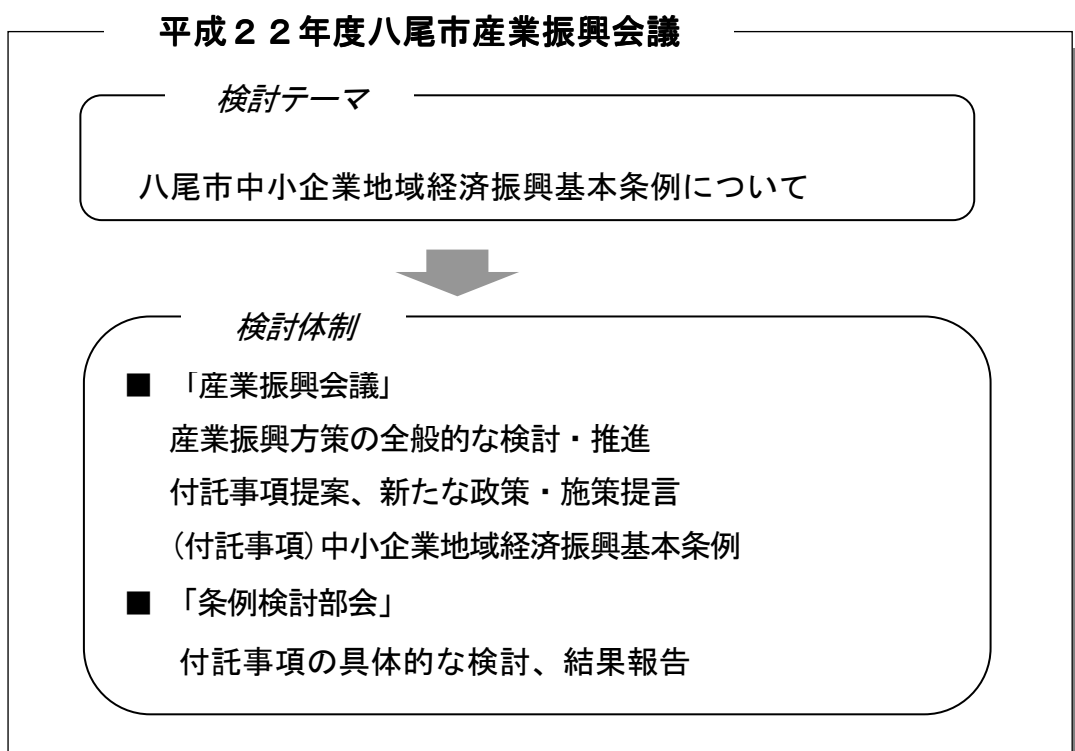 平成２２年度八尾市産業振興会議
検討テーマ
八尾市中小企業地域経済振興基本条例について
検討体制
■ 「産業振興会議」
産業振興方策の全般的な検討・推進
付託事項提案、新たな政策・施策提言
(付託事項)中小企業地域経済振興基本条例
■ 「条例検討部会」
付託事項の具体的な検討、結果報告